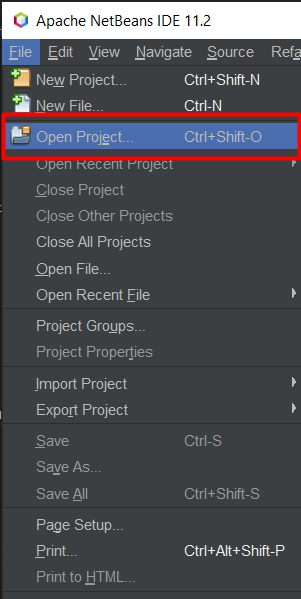 Apache NetBeans IDE 11.2
File Edit View Navigate Source Refa
New Project... Ctrl+Shift-N
New File... Ctrl-N
Open Project... Ctrl+Shift-O
Open Recent Project
Close Project
Close Other Projects
Close All Projects
Open File...
Open Recent File
Project Groups...
Project Properties
Import Project
Export Project
Save Ctrl-S
Save As...
Save All Ctrl+Shift-S
Page Setup...
Print... Ctrl+Alt+Shift-P
Print to HTML...